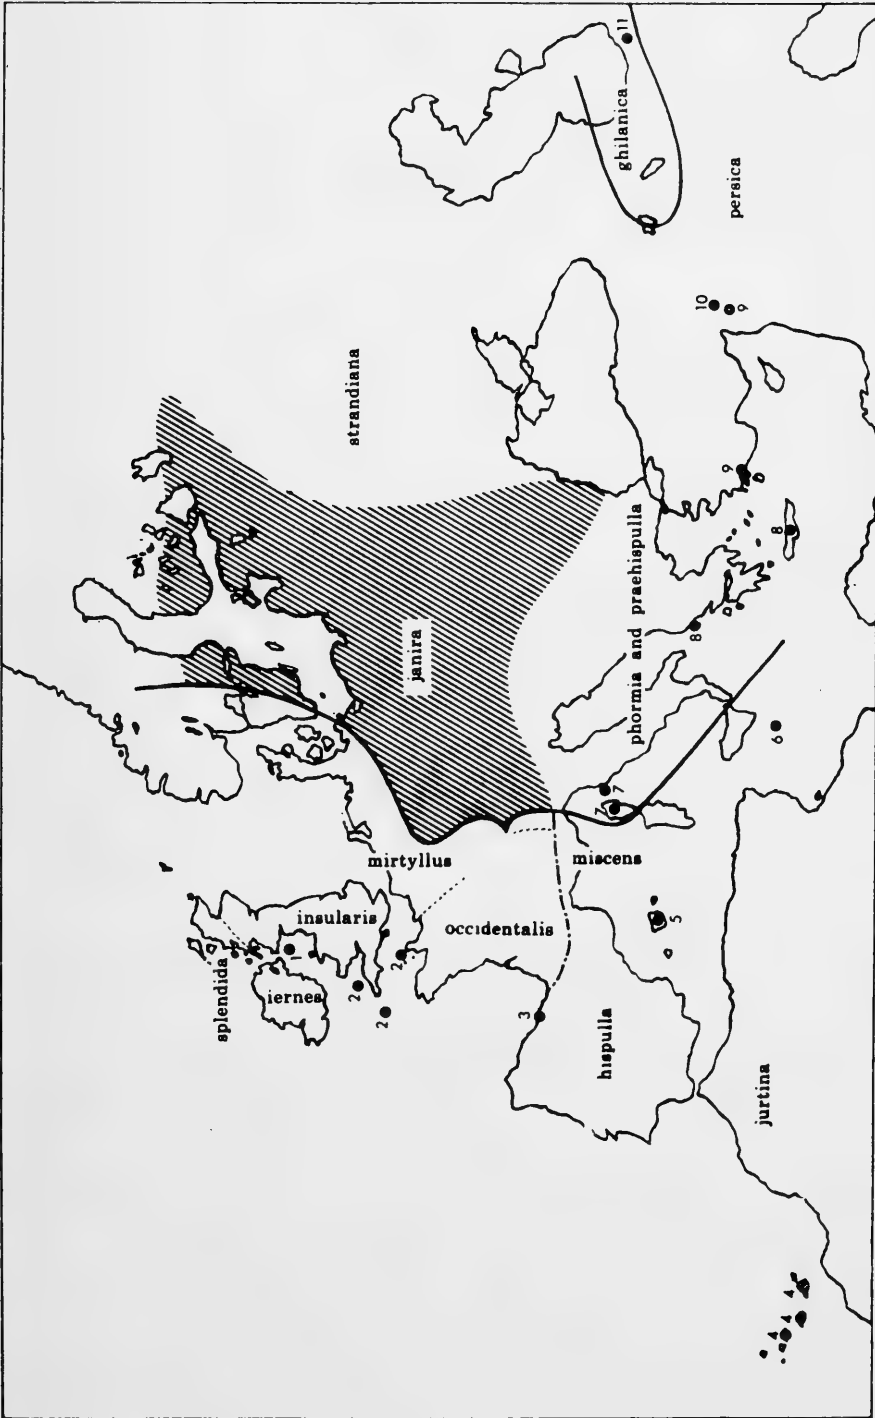 splendida
iernes
insularis
1
2
2
2
mirtyllus
occidentalis
3
hispulla
miscens
jurtina
4
4
4
5
janira
strandiana
phormia and praehispulla
6
7
7
8
8
9
9
10
persica
ghilanica
11